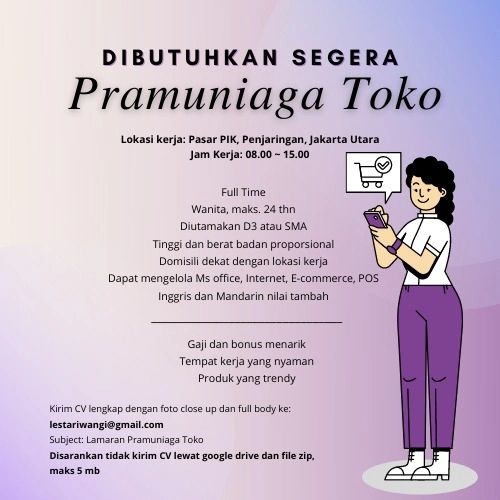 DIBUTUHKAN SEGERA
Pramuniaga Toko
Lokasi kerja: Pasar PIK, Penjaringan, Jakarta Utara
Jam Kerja: 08.00 ~ 15.00
Full Time
Wanita, maks. 24 thn
Diutamakan D3 atau SMA
Tinggi dan berat badan proporsional
Domisili dekat dengan lokasi kerja
Dapat mengelola Ms office, Internet, E-commerce, POS
Inggris dan Mandarin nilai tambah
Gaji dan bonus menarik
Tempat kerja yang nyaman
Produk yang trendy
Kirim CV lengkap dengan foto close up dan full body ke:
lestariwangi@gmail.com
Subject: Lamaran Pramuniaga Toko
Disarankan tidak kirim CV lewat google drive dan file zip,
maks 5 mb